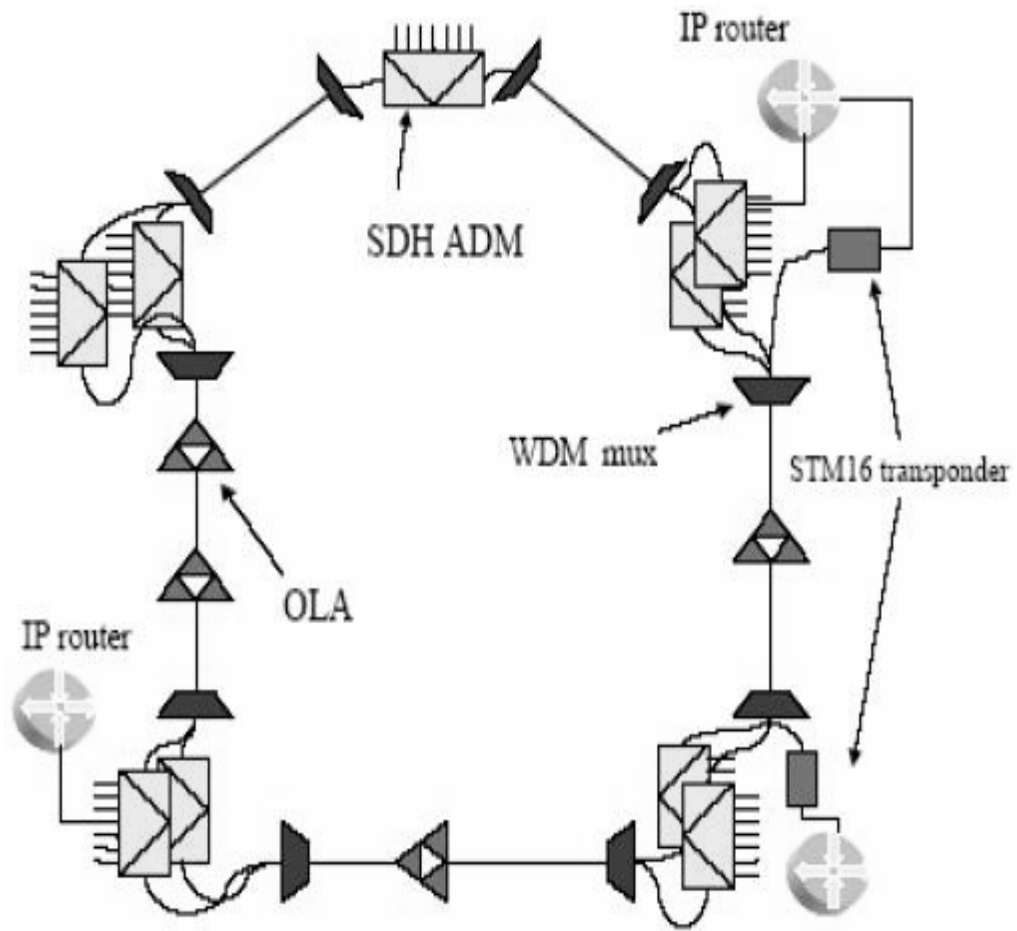 IP router
SDH ADM
WDM mux
STM16 transponder
OLA
IP router